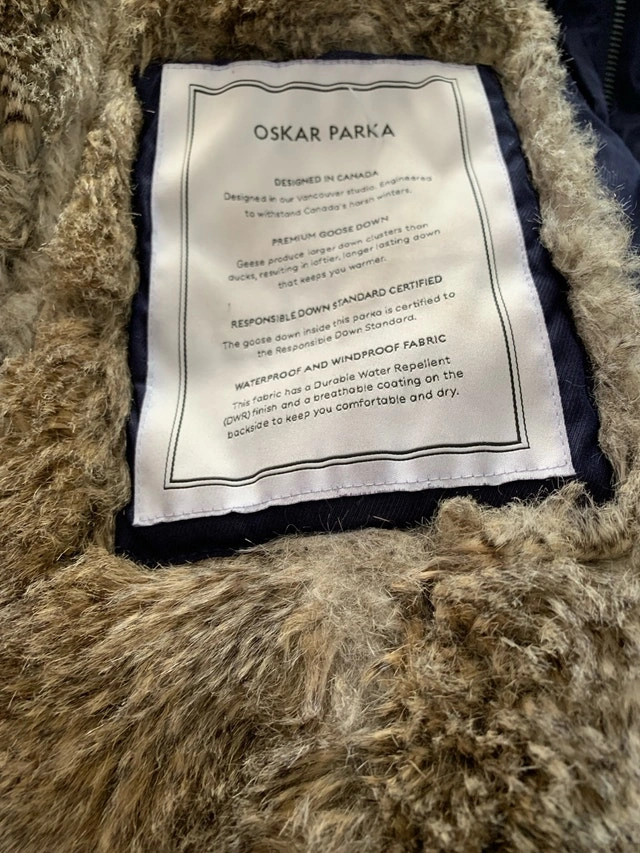 OSKAR PARKA
DESIGNED IN CANADA
Designed in our Vancouver studio. Engineered
to withstand Canada's harsh winters.
PREMIUM GOOSE DOWN
Geese produce larger down clusters than
ducks, resulting in loftier, longer lasting down
that keeps you warmer.
RESPONSIBLE DOWN STANDARD CERTIFIED
The goose down inside this parka is certified to
the Responsible Down Standard.
WATERPROOF AND WINDPROOF FABRIC
This fabric has a Durable Water Repellent
(DWR) finish and a breathable coating on the
backside to keep you comfortable and dry.